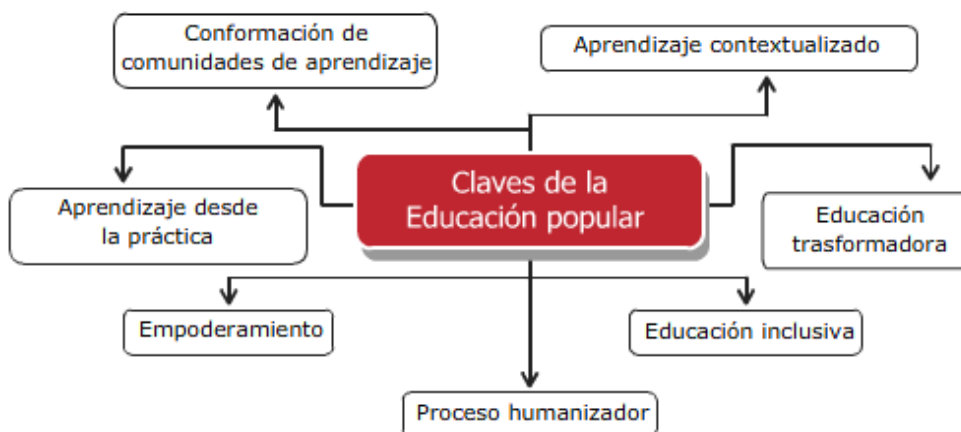 Conformación de
comunidades de aprendizaje
Aprendizaje contextualizado
Claves de la
Educación popular
Aprendizaje desde
la práctica
Educación
trasformadora
Empoderamiento
Educación inclusiva
Proceso humanizador